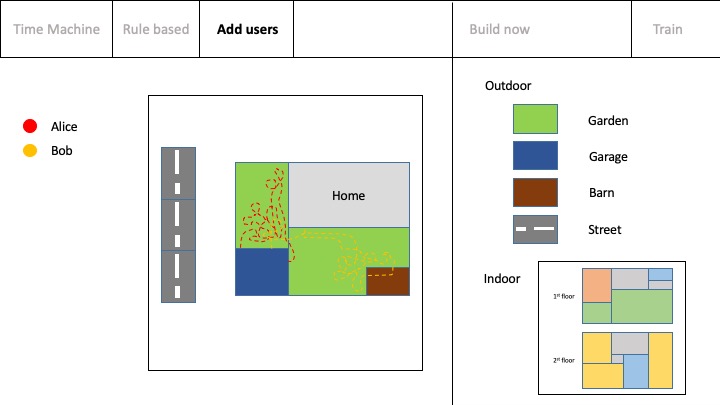 Time Machine
Rule based
Add users
Build now
Train
Alice
Bob
Home
Outdoor
Garden
Garage
Barn
Street
Indoor
1st floor
2st floor